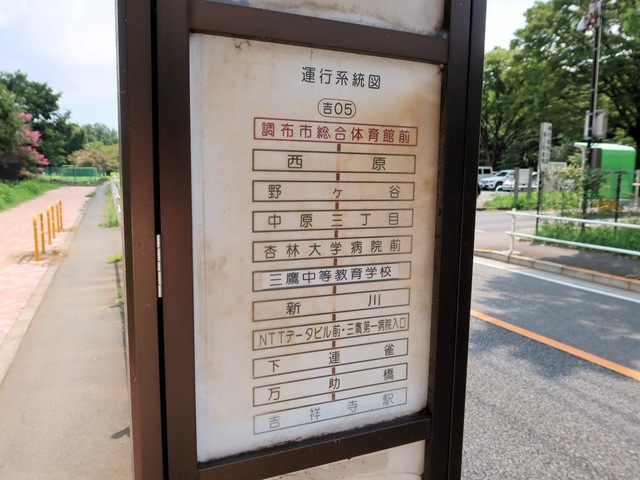 運行系統図
吉05
調布市総合体育館前
西原
野ヶ谷
中原三丁目
杏林大学病院前
三鷹中等教育学校
新川
NTTデータビル前・三鷹第一病院入口
下連雀
万助橋
吉祥寺駅